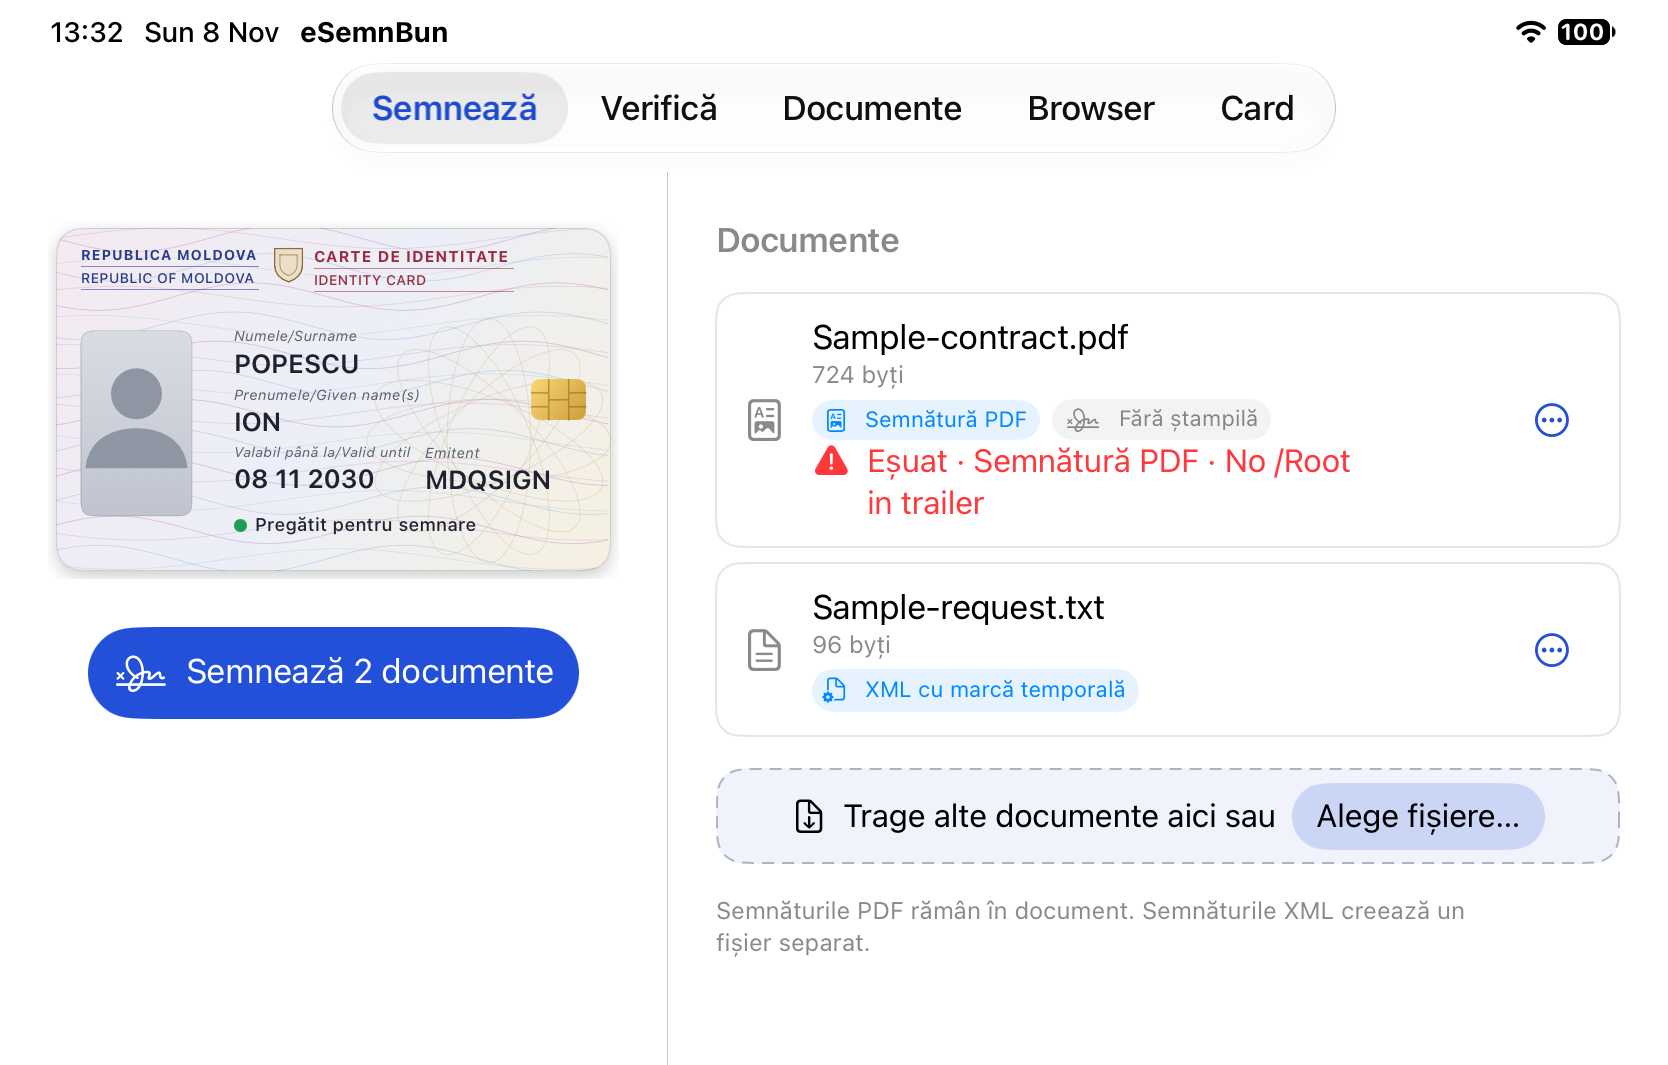 13:32 Sun 8 Nov eSemnBun
100
Semnează Verifică Documente Browser Card
REPUBLICA MOLDOVA
REPUBLIC OF MOLDOVA
CARTE DE IDENTITATE
IDENTITY CARD
Numele/Surname
POPESCU
Prenumele/Given name(s)
ION
Valabil până la/Valid until Emitent
08 11 2030 MDQSIGN
Pregătit pentru semnare
Semnează 2 documente
Documente
Sample-contract.pdf
724 byți
Semnătură PDF Fără ștampilă
Eșuat · Semnătură PDF · No /Root
in trailer
Sample-request.txt
96 byți
XML cu marcă temporală
Trage alte documente aici sau Alege fișiere...
Semnăturile PDF rămân în document. Semnăturile XML creează un
fișier separat.